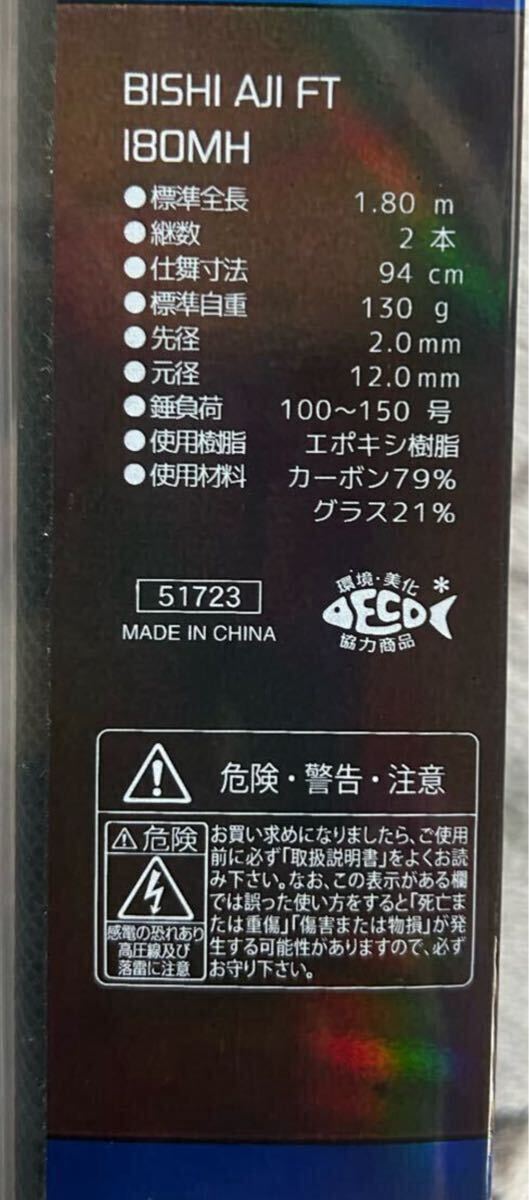 BISHI AJI FT
180MH
●標準全長 1.80 m
●継数 2 本
●仕舞寸法 94 cm
●標準自重 130 g
●先径 2.0mm
●元径 12.0mm
●錘負荷 100～150 号
●使用樹脂 エポキシ樹脂
●使用材料 カーボン79%
グラス21%
51723
MADE IN CHINA
環境・美化
ECO
*
協力商品
危険・警告・注意
危険
感電の恐れあり
高圧線及び
落雷に注意
お買い求めになりましたら、ご使用
前に必ず「取扱説明書」をよくお読
み下さい。なお、この表示がある欄
では誤った使い方をすると「死亡ま
たは重傷」「傷害または物損」が発
生する可能性がありますので、必ず
お守り下さい。